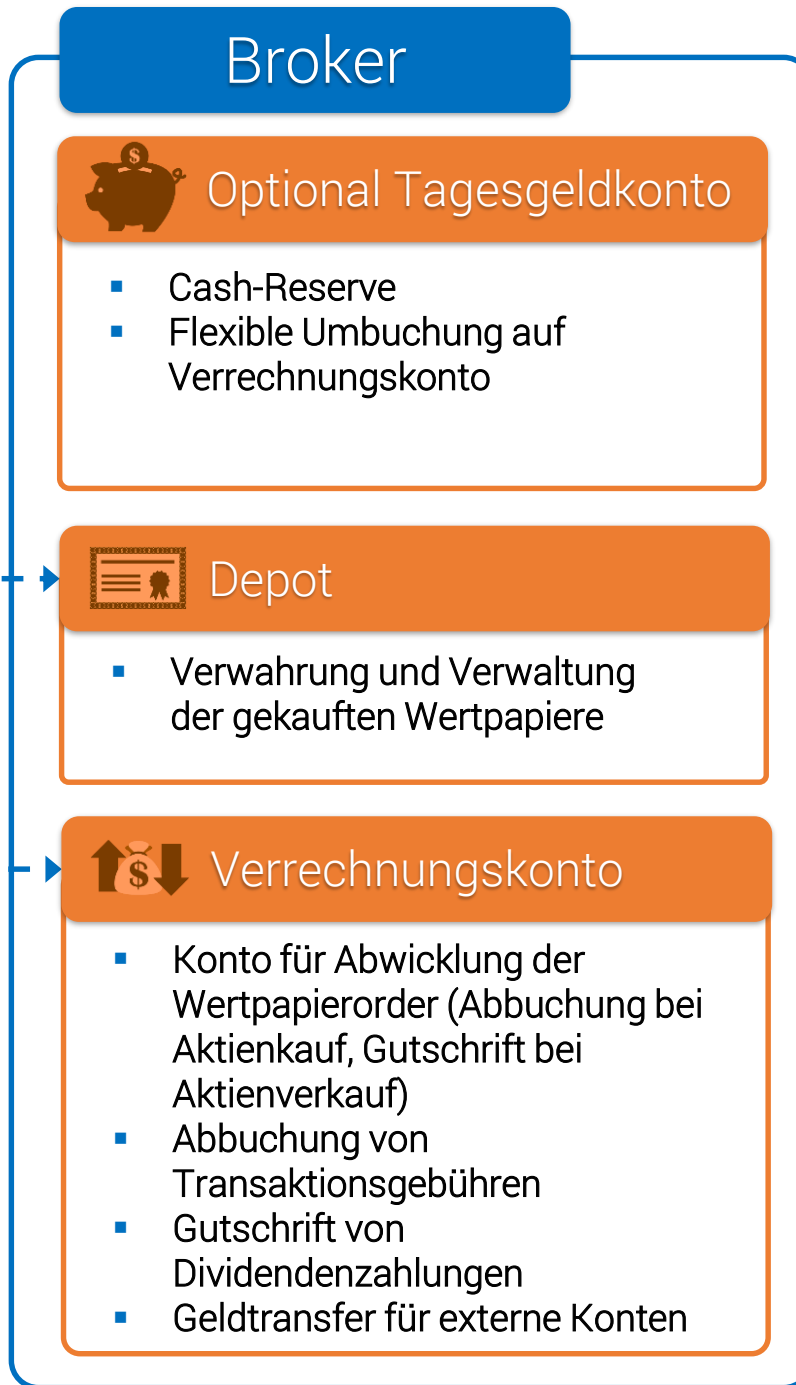 Broker
$
Optional Tagesgeldkonto
▪ Cash-Reserve
▪ Flexible Umbuchung auf
Verrechnungskonto
Depot
▪ Verwahrung und Verwaltung
der gekauften Wertpapiere
$
Verrechnungskonto
▪ Konto für Abwicklung der
Wertpapierorder (Abbuchung bei
Aktienkauf, Gutschrift bei
Aktienverkauf)
▪ Abbuchung von
Transaktionsgebühren
▪ Gutschrift von
Dividendenzahlungen
▪ Geldtransfer für externe Konten